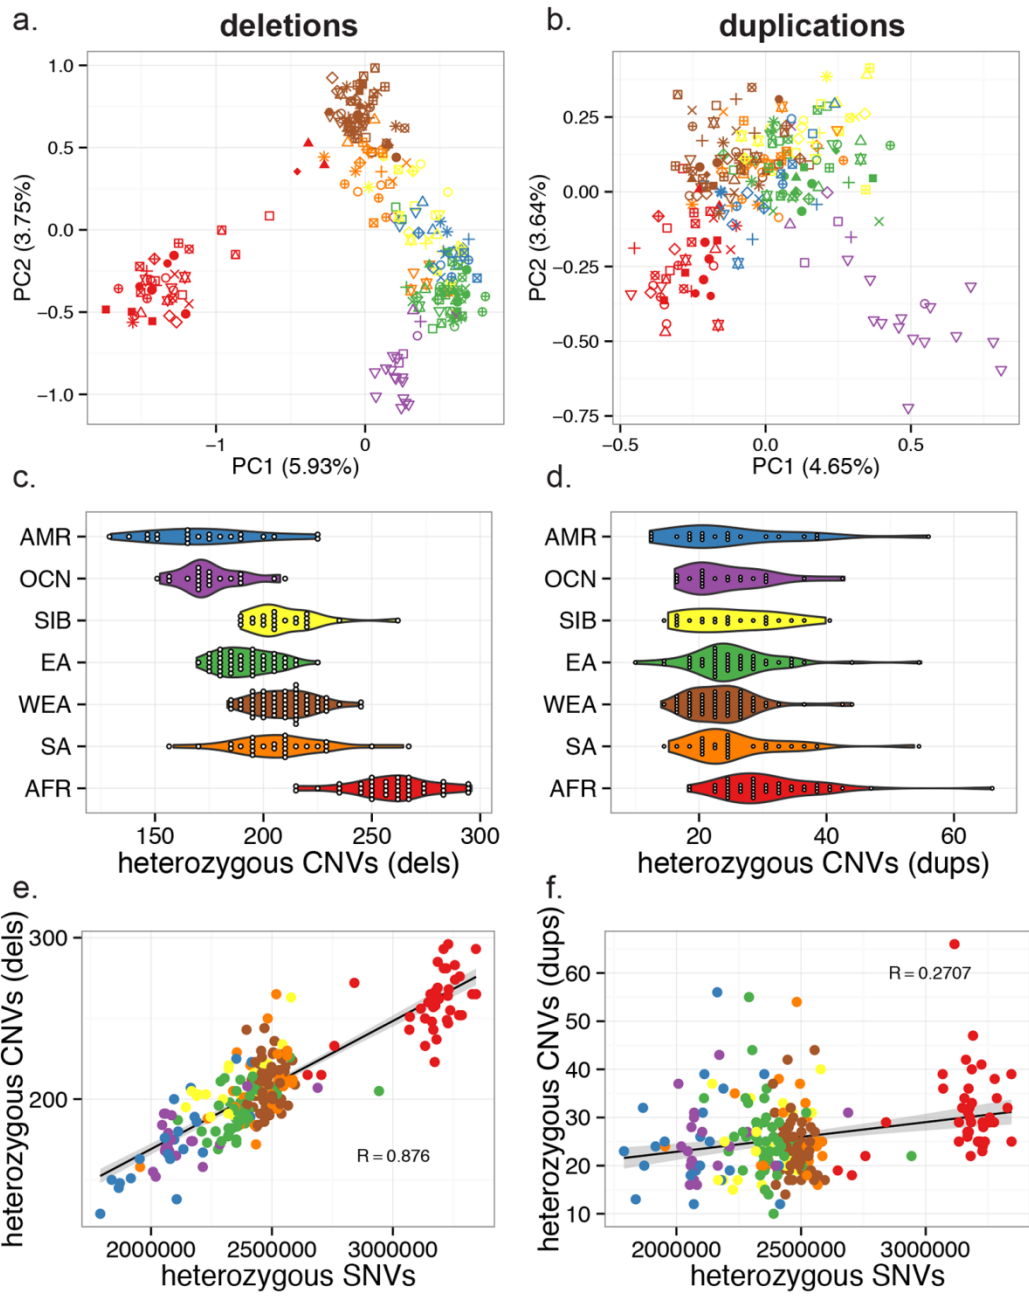 a.
deletions
b.
duplications
PC2 (3.75%)
1.0
0.5
0.0
−0.5
−1.0
−1
0
PC1 (5.93%)
PC2 (3.64%)
0.25
0.00
−0.25
−0.50
−0.75
−0.5
0.0
0.5
PC1 (4.65%)
c.
AMR
OCN
SIB
EA
WEA
SA
AFR
150
200
250
300
heterozygous CNVs (dels)
d.
AMR
OCN
SIB
EA
WEA
SA
AFR
20
40
60
heterozygous CNVs (dups)
e.
heterozygous CNVs (dels)
300
200
R = 0.876
2000000
2500000
3000000
heterozygous SNVs
f.
heterozygous CNVs (dups)
60
50
40
30
20
10
R = 0.2707
2000000
2500000
3000000
heterozygous SNVs